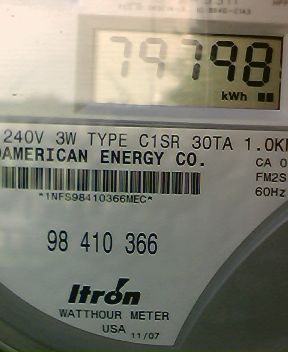 79798
kWh
240V 3W TYPE C1SR 30TA 1.0K
AMERICAN ENERGY CO.
CA 0
FM2S
60Hz
*1NFS98410366MEC*
98 410 366
Itron
WATTHOUR METER
USA 11/07